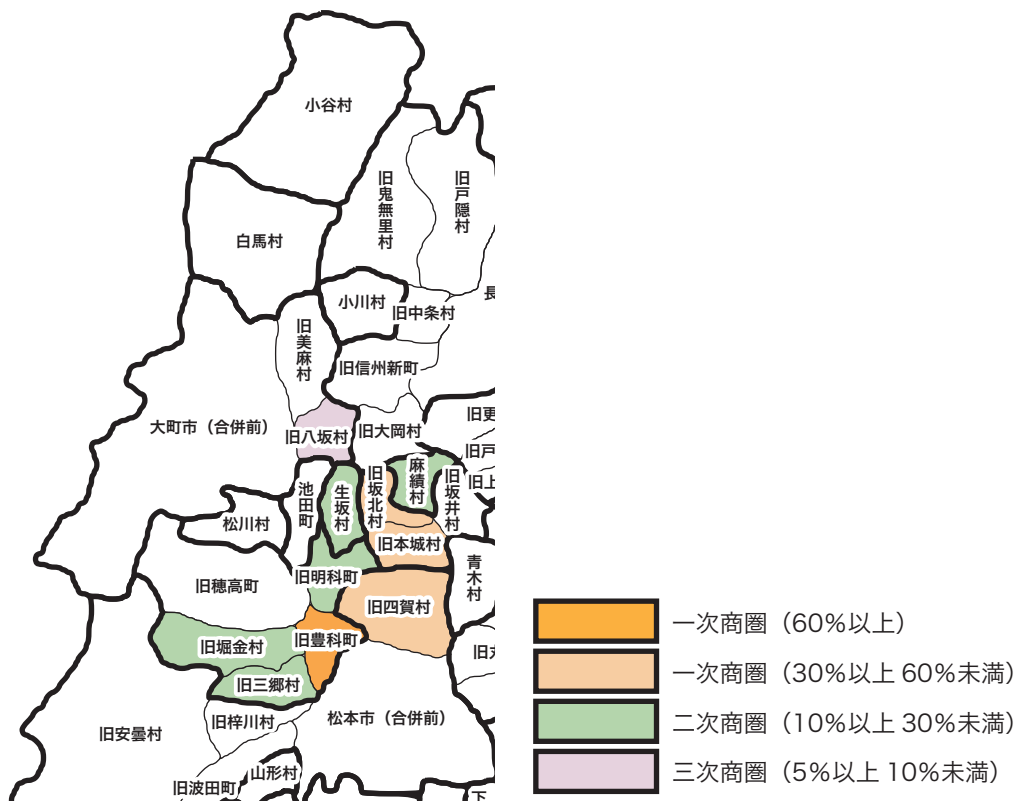 小谷村
旧鬼無里村
旧戸隠村
白馬村
小川村
旧中条村
長
旧美麻村
旧信州新町
大町市（合併前）
旧八坂村
旧大岡村
旧更
旧戸
旧上
池田町
生坂村
旧坂北村
麻績村
旧坂井村
松川村
旧本城村
青木村
旧穂高町
旧明科町
旧四賀村
旧堀金村
旧豊科町
旧三郷村
旧安曇村
旧梓川村
松本市（合併前）
山形村
旧波田町
下
一次商圏（60%以上）
一次商圏（30%以上 60%未満）
二次商圏（10%以上 30%未満）
三次商圏（5%以上 10%未満）